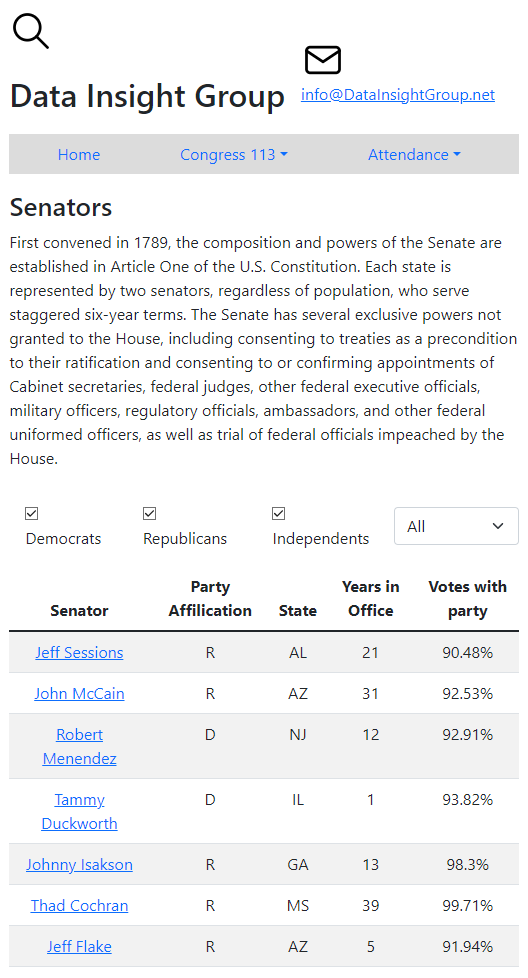 Data Insight Group
info@DataInsightGroup.net
Home Congress 113 Attendance
Senators
First convened in 1789, the composition and powers of the Senate are
established in Article One of the U.S. Constitution. Each state is
represented by two senators, regardless of population, who serve
staggered six-year terms. The Senate has several exclusive powers not
granted to the House, including consenting to treaties as a precondition
to their ratification and consenting to or confirming appointments of
Cabinet secretaries, federal judges, other federal executive officials,
military officers, regulatory officials, ambassadors, and other federal
uniformed officers, as well as trial of federal officials impeached by the
House.
Democrats Republicans Independents All
Senator Party Affilication State Years in Office Votes with party
Jeff Sessions R AL 21 90.48%
John McCain R AZ 31 92.53%
Robert Menendez D NJ 12 92.91%
Tammy Duckworth D IL 1 93.82%
Johnny Isakson R GA 13 98.3%
Thad Cochran R MS 39 99.71%
Jeff Flake R AZ 5 91.94%